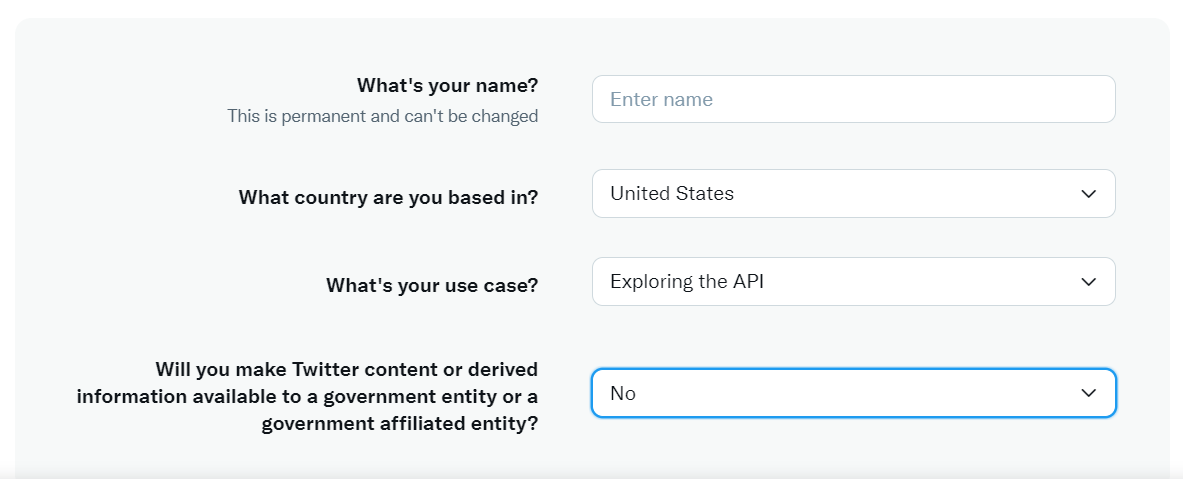 What's your name?
Enter name
This is permanent and can't be changed
What country are you based in?
United States
What's your use case?
Exploring the API
Will you make Twitter content or derived
information available to a government entity or a
government affiliated entity?
No